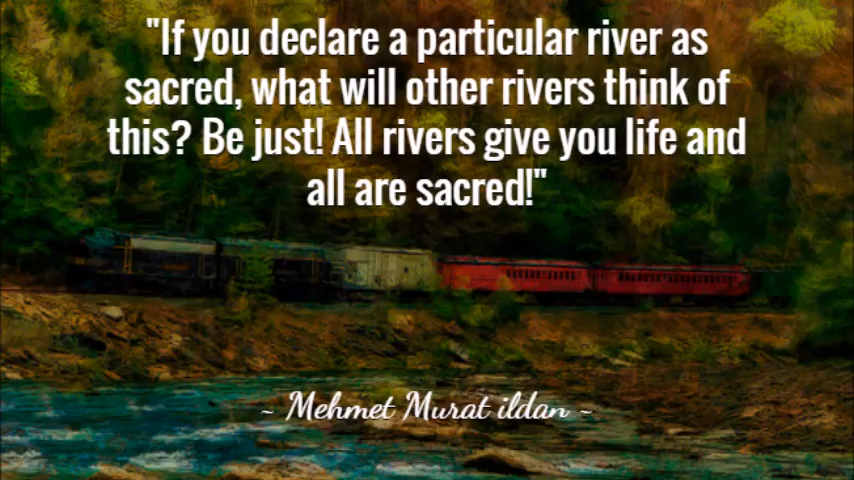 "If you declare a particular river as
sacred, what will other rivers think of
this? Be just! All rivers give you life and
all are sacred!"
~ Mehmet Murat ildan ~